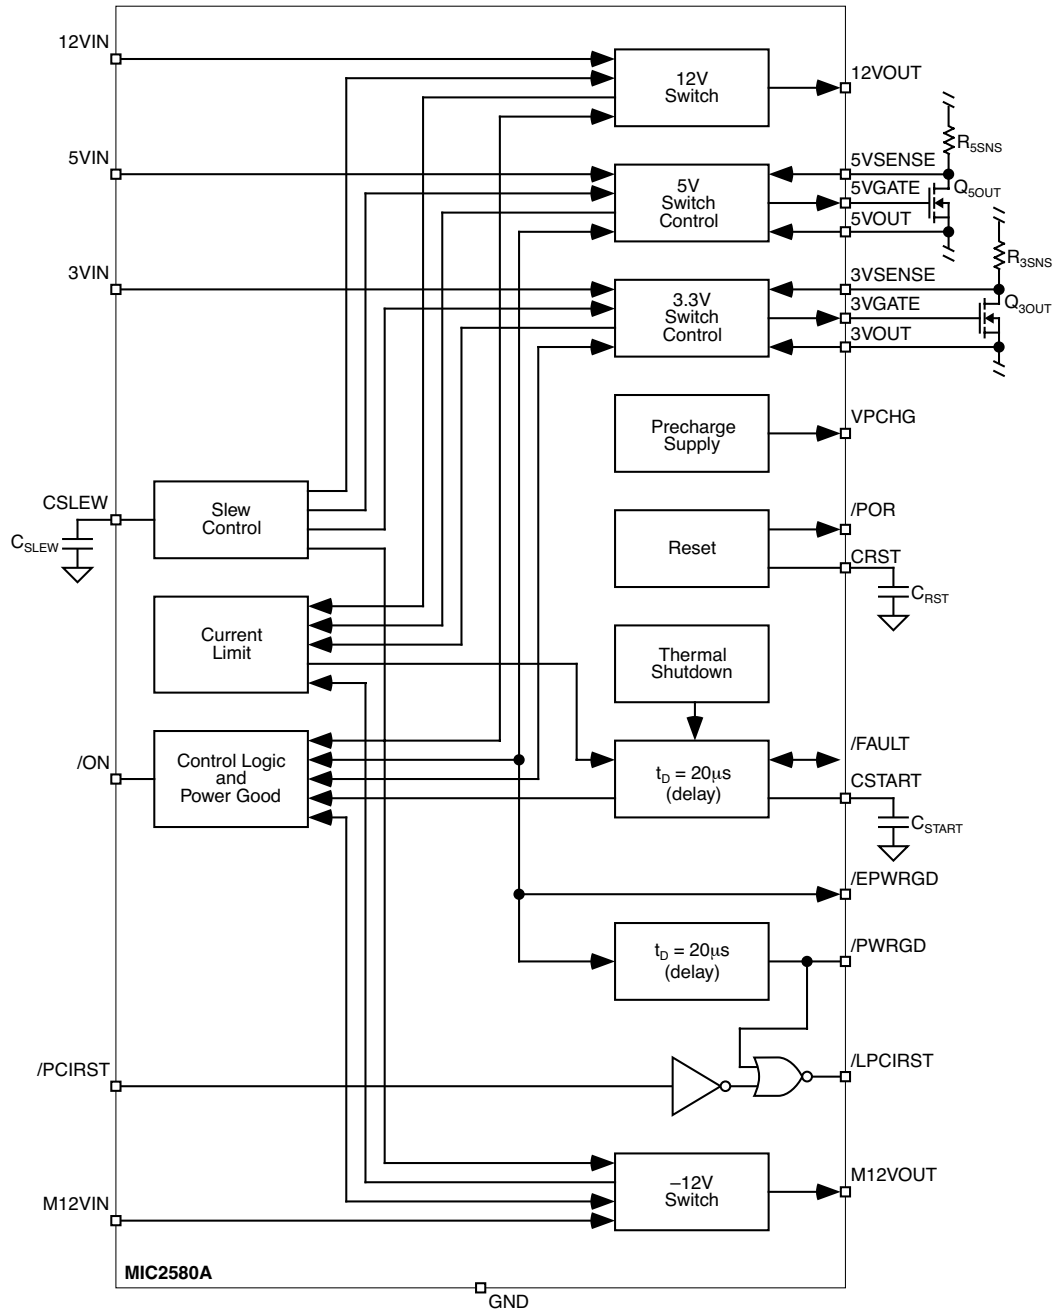 12VIN
12V
Switch
12VOUT
R5SNS
5VIN
5V
Switch
Control
5VSENSE
5VGATE
Q5OUT
5VOUT
R3SNS
3VIN
3.3V
Switch
Control
3VSENSE
3VGATE
Q3OUT
3VOUT
Precharge
Supply
VPCHG
CSLEW
CSLEW
Slew
Control
Reset
/POR
CRST
CRST
Current
Limit
Thermal
Shutdown
/ON
Control Logic
and
Power Good
tD = 20µs
(delay)
/FAULT
CSTART
CSTART
/EPWRGD
tD = 20µs
(delay)
/PWRGD
/PCIRST
/LPCIRST
M12VIN
–12V
Switch
M12VOUT
MIC2580A
GND